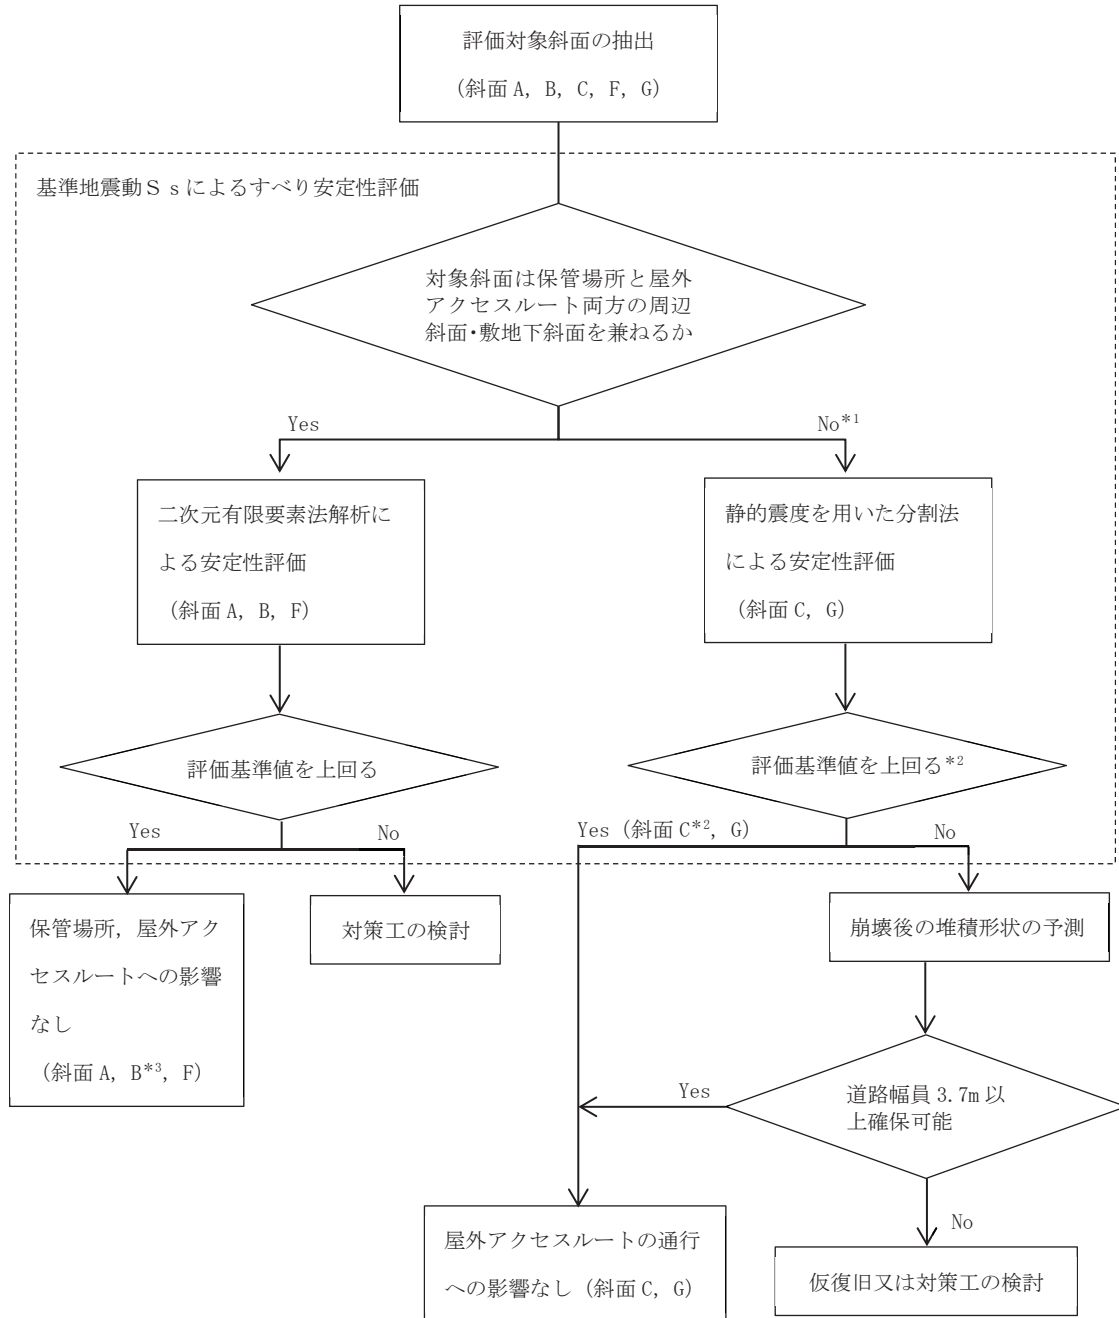 評価対象斜面の抽出
（斜面 A, B, C, F, G）
基準地震動Ｓｓによるすべり安定性評価
対象斜面は保管場所と屋外
アクセスルート両方の周辺
斜面･敷地下斜面を兼ねるか
Yes
No*1
二次元有限要素法解析に
よる安定性評価
（斜面 A, B, F）
静的震度を用いた分割法
による安定性評価
（斜面 C, G）
評価基準値を上回る
評価基準値を上回る*2
Yes
No
Yes（斜面 C*2, G）
No
保管場所，屋外アク
セスルートへの影響
なし
（斜面 A, B*3, F）
対策工の検討
崩壊後の堆積形状の予測
道路幅員 3.7m 以
上確保可能
Yes
No
屋外アクセスルートの通行
への影響なし（斜面 C, G）
仮復旧又は対策工の検討